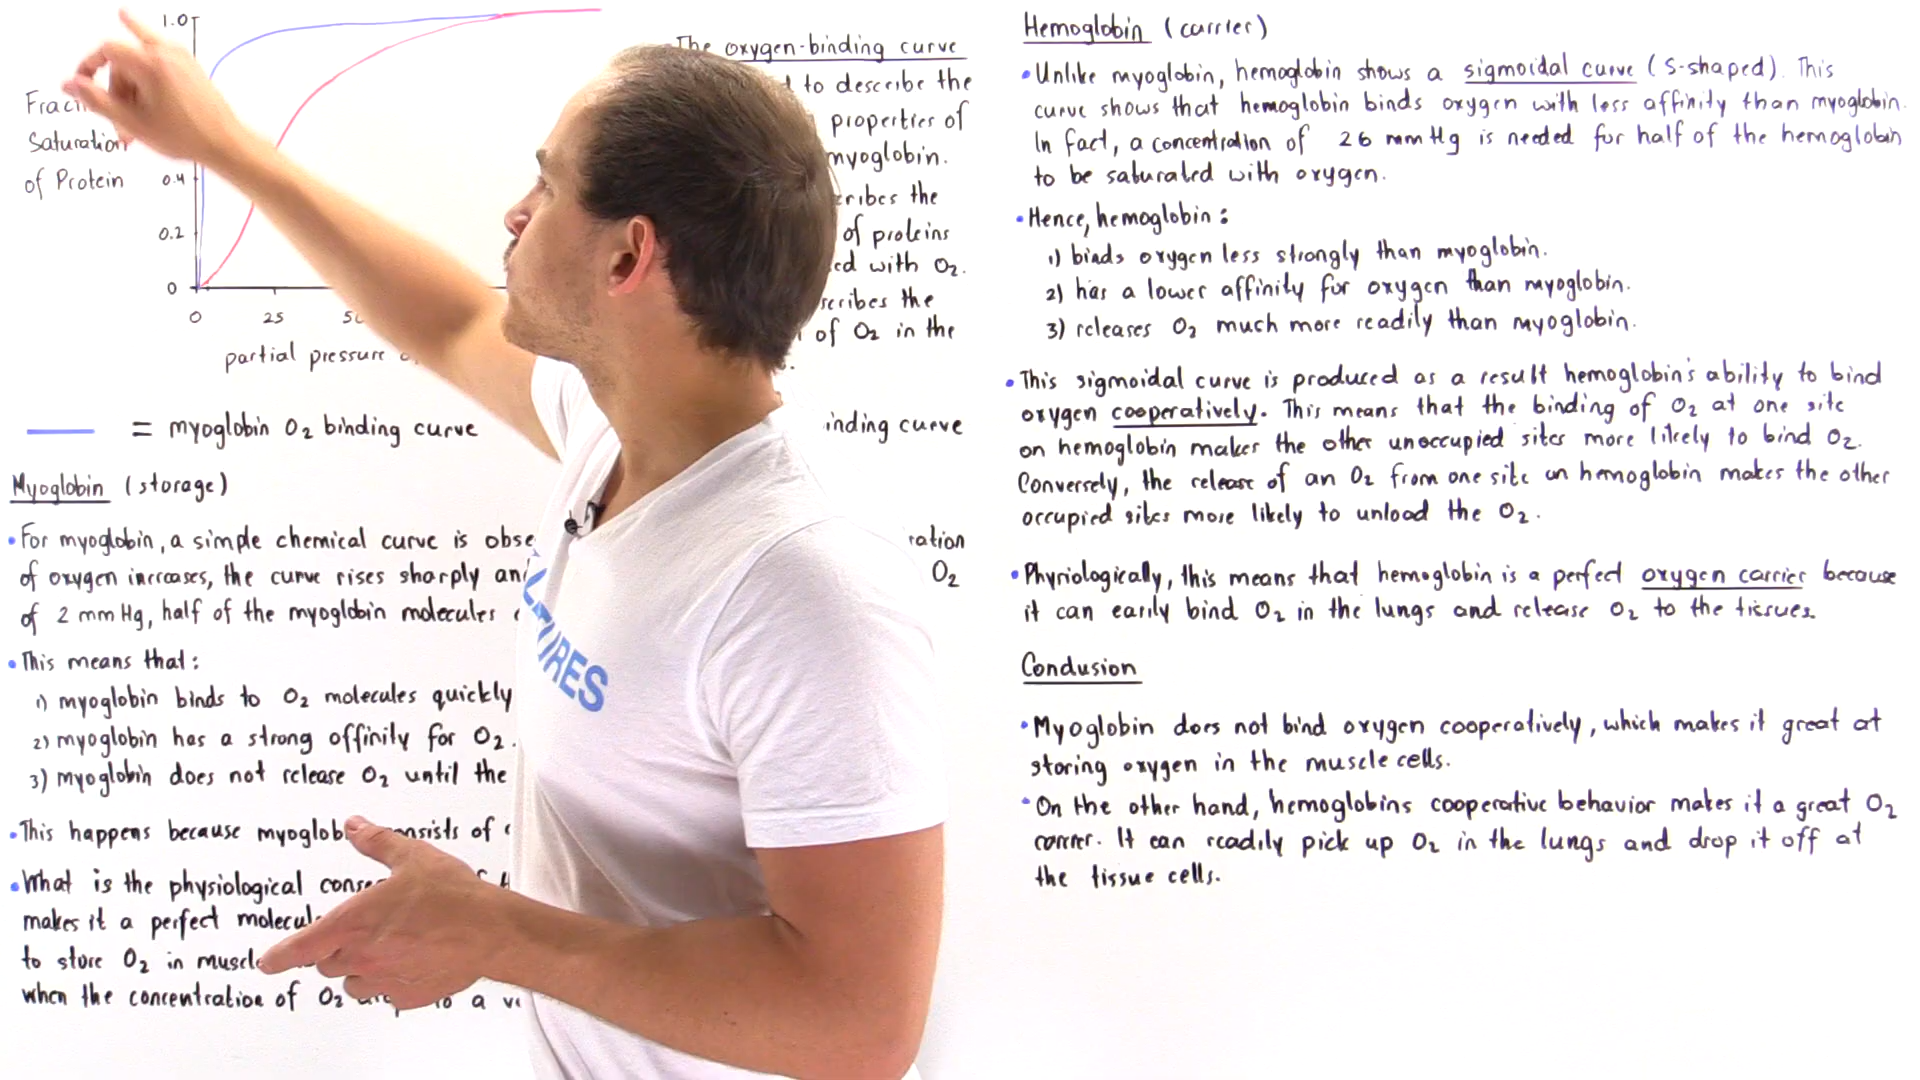 1.0
Saturation
of Protein
0.4
0.2
0
0 25
partial pressure
The oxygen-binding curve
to describe the
properties of
myoglobin.
the
of proteins
with O2.
the
of O2 in the
= myoglobin O2 binding curve
curve
Myoglobin (storage)
• For myoglobin, a simple chemical curve is
of oxygen increases, the curve rises sharply
O2
of 2 mm Hg, half of the myoglobin molecules
• This means that:
1) myoglobin binds to O2 molecules quickly
2) myoglobin has a strong affinity for O2.
3) myoglobin does not release O2 until the
• This happens because of
• What is the physiological
makes it a perfect
to store O2 in
when the concentration of O2 a
LECTURES
Hemoglobin (carrier)
• Unlike myoglobin, hemoglobin shows a sigmoidal curve (S-shaped). This
curve shows that hemoglobin binds oxygen with less affinity than myoglobin.
In fact, a concentration of 26 mm Hg is needed for half of the hemoglobin
to be saturated with oxygen.
• Hence, hemoglobin:
1) binds oxygen less strongly than myoglobin.
2) has a lower affinity for oxygen than myoglobin.
3) releases O2 much more readily than myoglobin.
• This sigmoidal curve is produced as a result hemoglobin's ability to bind
oxygen cooperatively. This means that the binding of O2 at one site
on hemoglobin makes the other unoccupied sites more likely to bind O2.
Conversely, the release of an O2 from one site on hemoglobin makes the other
occupied sites more likely to unload the O2.
• Physiologically, this means that hemoglobin is a perfect oxygen carrier because
it can easily bind O2 in the lungs and release O2 to the tissues.
Conclusion
• Myoglobin does not bind oxygen cooperatively, which makes it great at
storing oxygen in the muscle cells.
• On the other hand, hemoglobins cooperative behavior makes it a great O2
carrier. It can readily pick up O2 in the lungs and drop it off at
the tissue cells.